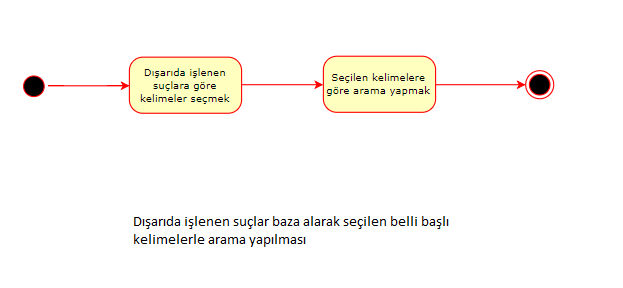 Dışarıda işlenen
suçlara göre
kelimeler seçmek
Seçilen kelimelere
göre arama yapmak
Dışarıda işlenen suçlar baza alarak seçilen belli başlı
kelimelerle arama yapılması